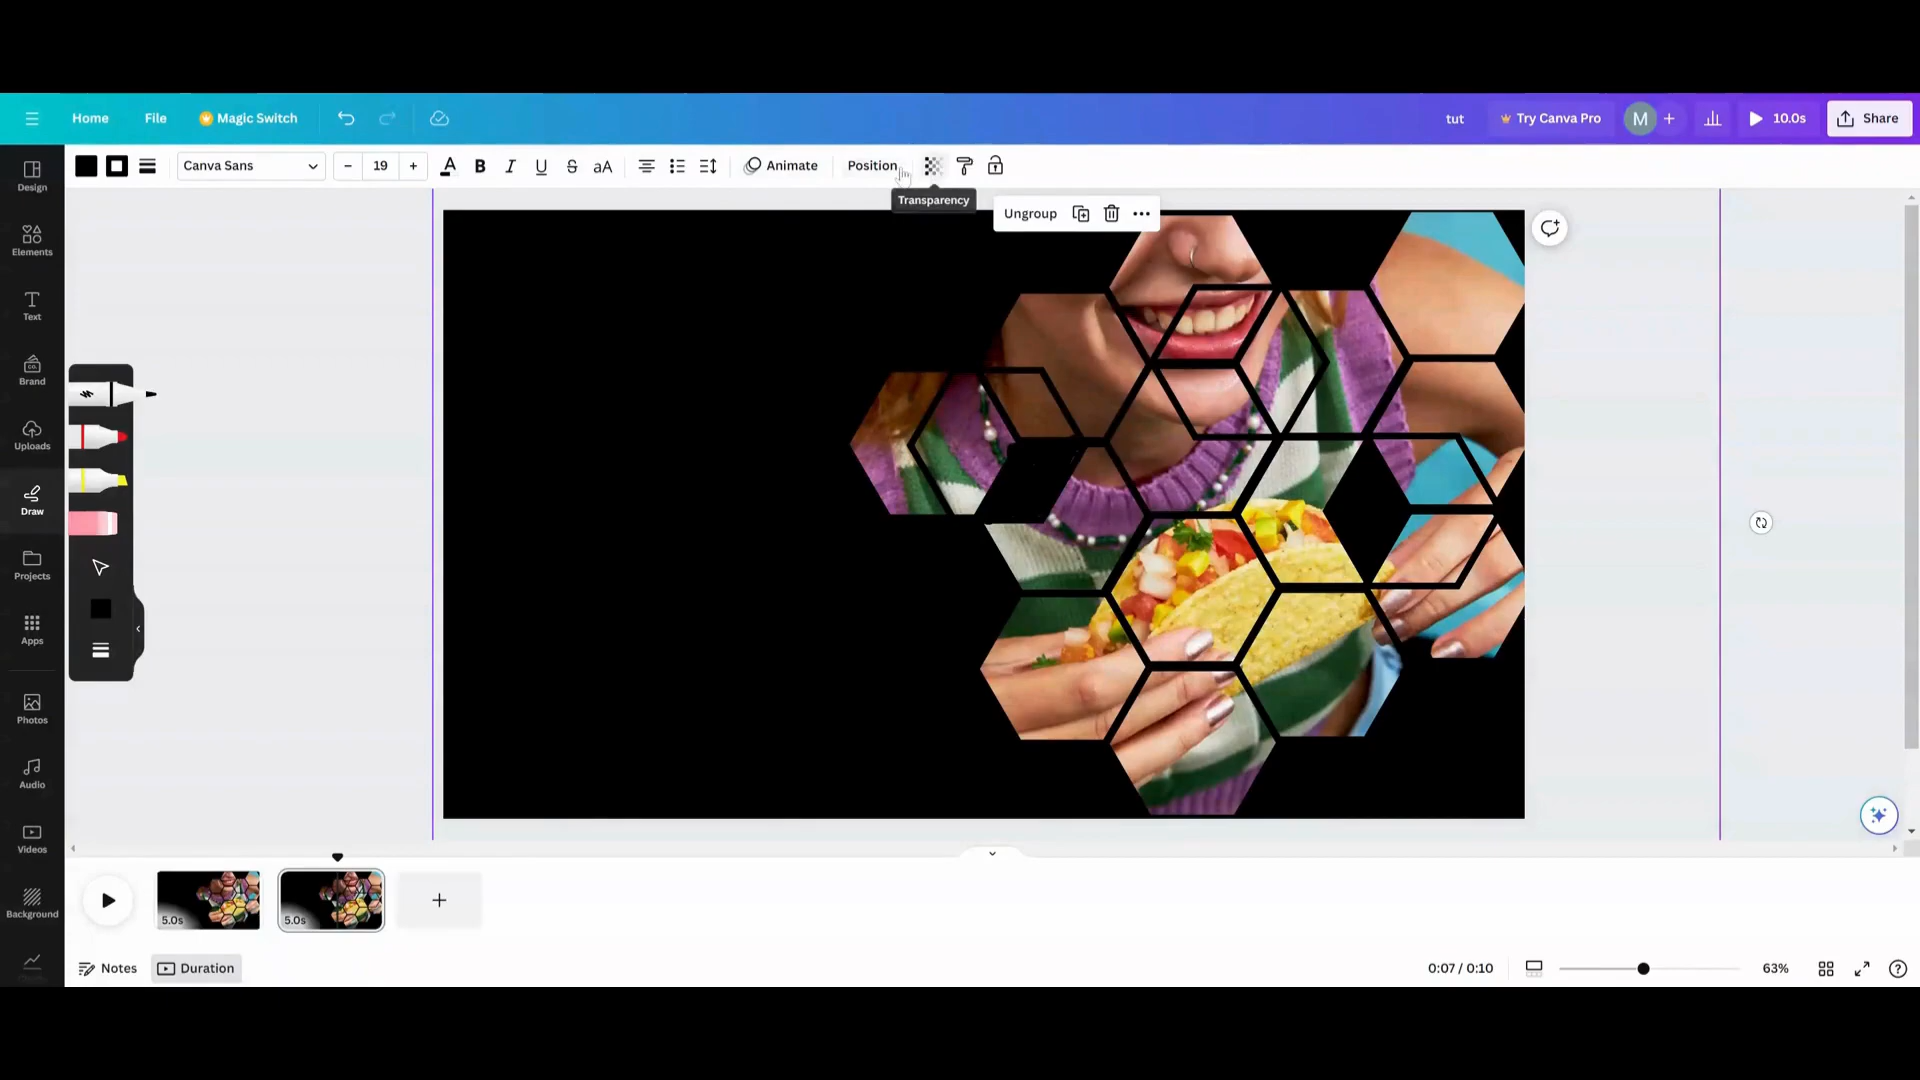 Home File Magic Switch tut Try Canva Pro M 10.0s Share
Canva Sans 19 A B I U S aA Animate Position
Transparency
Ungroup
Design
Elements
Text
Brand
Uploads
Draw
Projects
Apps
Photos
Audio
Videos
Background
5.0s 5.0s
Notes Duration 0:07 / 0:10 63%